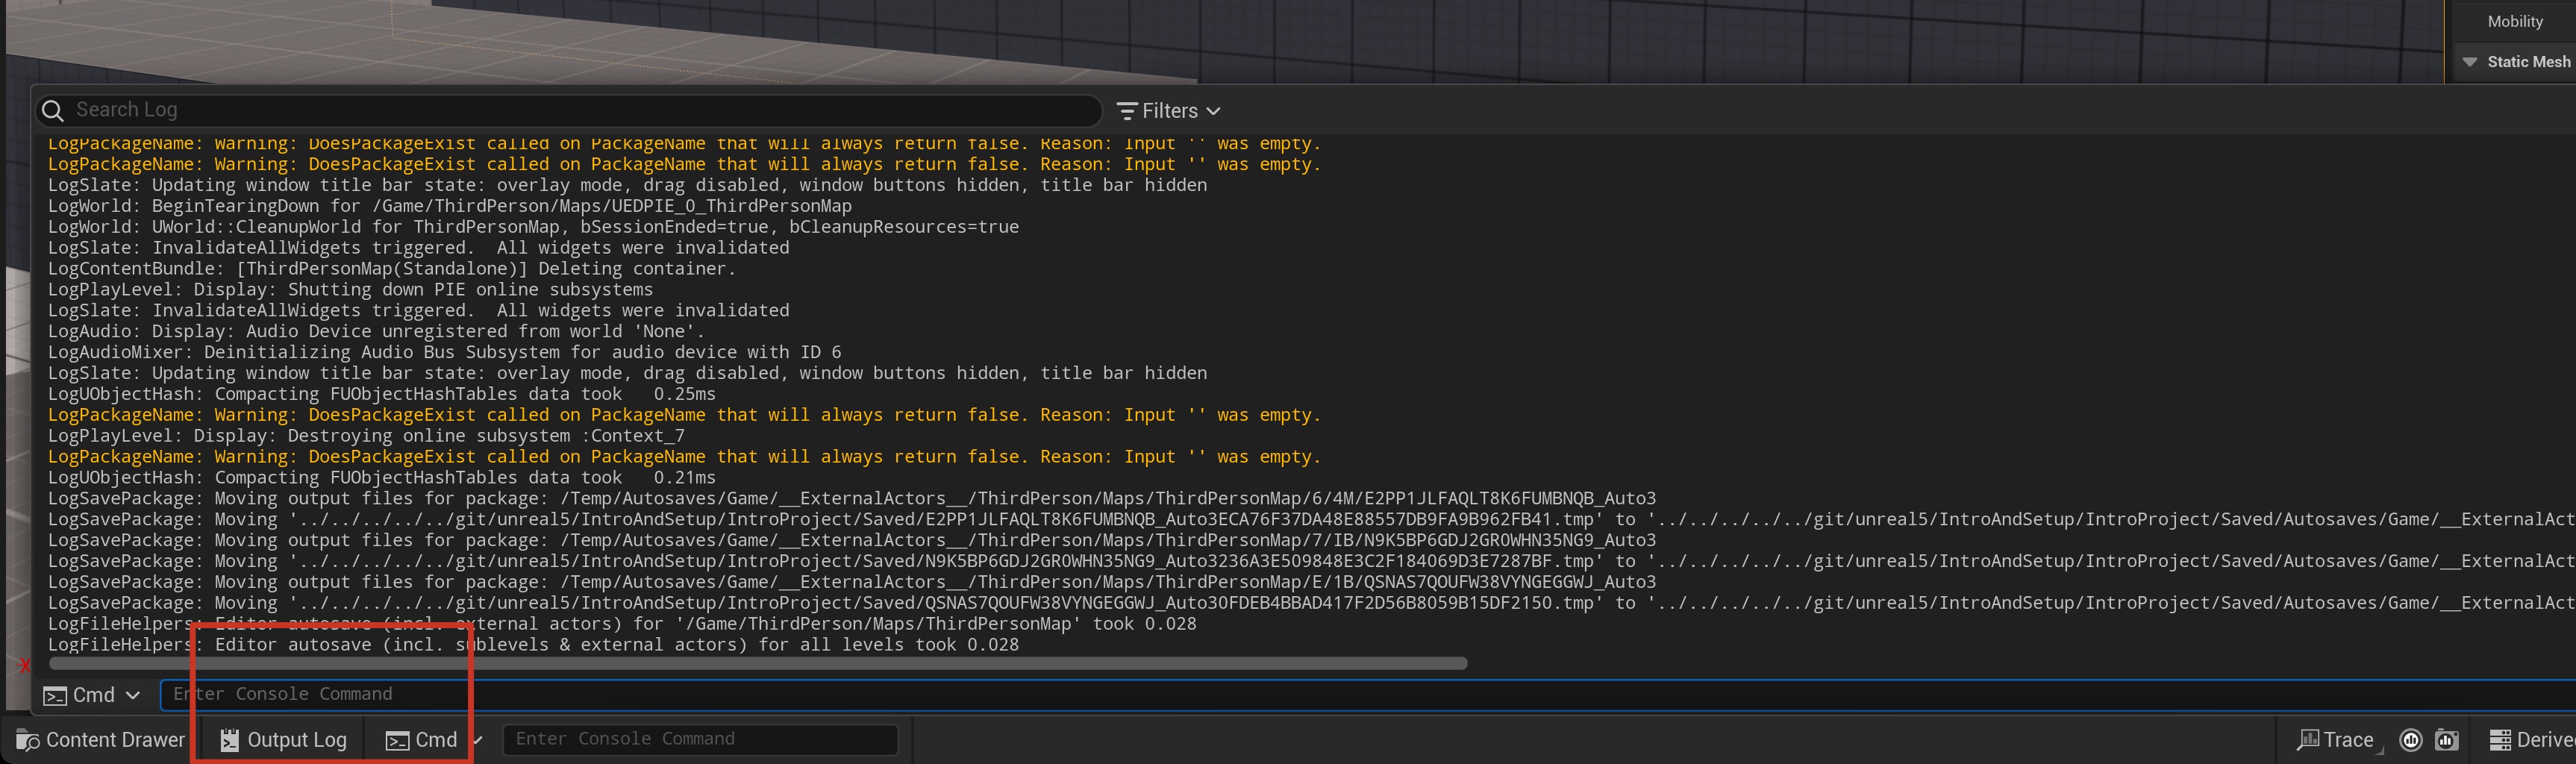 Mobility
Static Mesh
Search Log
Filters
LogPackageName: Warning: DoesPackageExist called on PackageName that will always return false. Reason: Input '' was empty.
LogPackageName: Warning: DoesPackageExist called on PackageName that will always return false. Reason: Input '' was empty.
LogSlate: Updating window title bar state: overlay mode, drag disabled, window buttons hidden, title bar hidden
LogWorld: BeginTearingDown for /Game/ThirdPerson/Maps/UEDPIE_0_ThirdPersonMap
LogWorld: UWorld::CleanupWorld for ThirdPersonMap, bSessionEnded=true, bCleanupResources=true
LogSlate: InvalidateAllWidgets triggered.  All widgets were invalidated
LogContentBundle: [ThirdPersonMap(Standalone)] Deleting container.
LogPlayLevel: Display: Shutting down PIE online subsystems
LogSlate: InvalidateAllWidgets triggered.  All widgets were invalidated
LogAudio: Display: Audio Device unregistered from world 'None'.
LogAudioMixer: Deinitializing Audio Bus Subsystem for audio device with ID 6
LogSlate: Updating window title bar state: overlay mode, drag disabled, window buttons hidden, title bar hidden
LogUObjectHash: Compacting FUObjectHashTables data took   0.25ms
LogPackageName: Warning: DoesPackageExist called on PackageName that will always return false. Reason: Input '' was empty.
LogPlayLevel: Display: Destroying online subsystem :Context_7
LogPackageName: Warning: DoesPackageExist called on PackageName that will always return false. Reason: Input '' was empty.
LogUObjectHash: Compacting FUObjectHashTables data took   0.21ms
LogSavePackage: Moving output files for package: /Temp/Autosaves/Game/__ExternalActors__/ThirdPerson/Maps/ThirdPersonMap/6/4M/E2PP1JLFAQLT8K6FUMBNQB_Auto3
LogSavePackage: Moving '../../../../../git/unreal5/IntroAndSetup/IntroProject/Saved/E2PP1JLFAQLT8K6FUMBNQB_Auto3ECA76F37DA48E88557DB9FA9B962FB41.tmp' to '../../../../../git/unreal5/IntroAndSetup/IntroProject/Saved/Autosaves/Game/__ExternalAct
LogSavePackage: Moving output files for package: /Temp/Autosaves/Game/__ExternalActors__/ThirdPerson/Maps/ThirdPersonMap/7/IB/N9K5BP6GDJ2GR0WHN35NG9_Auto3
LogSavePackage: Moving '../../../../../git/unreal5/IntroAndSetup/IntroProject/Saved/N9K5BP6GDJ2GR0WHN35NG9_Auto3236A3E509848E3C2F184069D3E7287BF.tmp' to '../../../../../git/unreal5/IntroAndSetup/IntroProject/Saved/Autosaves/Game/__ExternalAct
LogSavePackage: Moving output files for package: /Temp/Autosaves/Game/__ExternalActors__/ThirdPerson/Maps/ThirdPersonMap/E/1B/QSNAS7QOUFW38VYNGEGGWJ_Auto3
LogSavePackage: Moving '../../../../../git/unreal5/IntroAndSetup/IntroProject/Saved/QSNAS7QOUFW38VYNGEGGWJ_Auto30FDEB4BBAD417F2D56B8059B15DF2150.tmp' to '../../../../../git/unreal5/IntroAndSetup/IntroProject/Saved/Autosaves/Game/__ExternalAct
LogFileHelpers: Editor autosave (incl. external actors) for '/Game/ThirdPerson/Maps/ThirdPersonMap' took 0.028
LogFileHelpers: Editor autosave (incl. sublevels & external actors) for all levels took 0.028
X
Cmd
Enter Console Command
Content Drawer
Output Log
Cmd
Enter Console Command
Trace
Derive